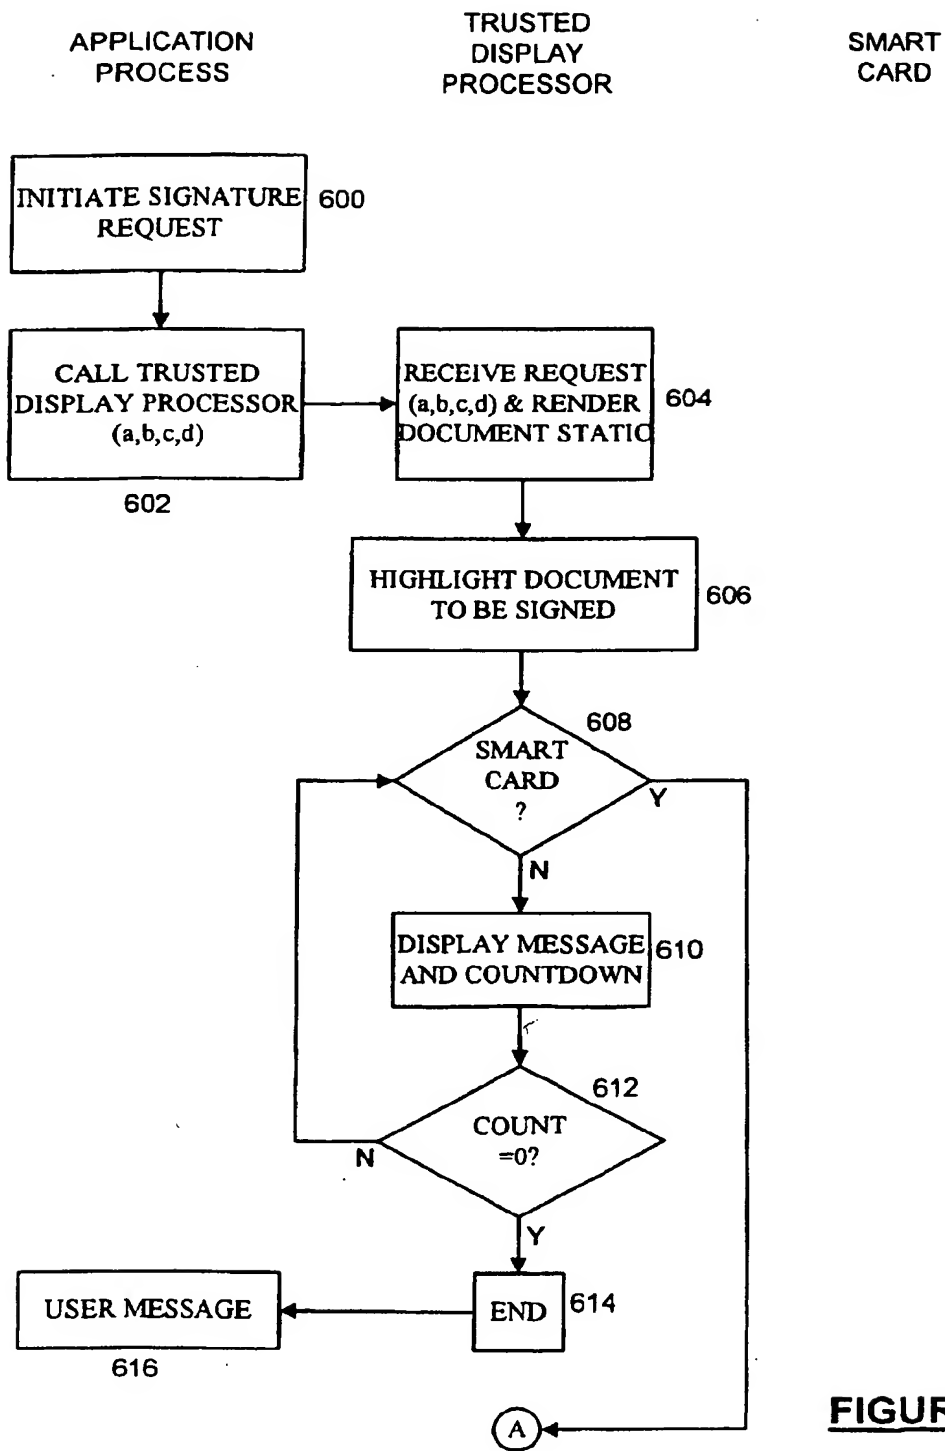 APPLICATION
PROCESS
TRUSTED
DISPLAY
PROCESSOR
SMART
CARD
INITIATE SIGNATURE
REQUEST
600
CALL TRUSTED
DISPLAY PROCESSOR
(a,b,c,d)
602
RECEIVE REQUEST
(a,b,c,d) & RENDER
DOCUMENT STATIC
604
HIGHLIGHT DOCUMENT
TO BE SIGNED
606
608
SMART
CARD
?
Y
N
DISPLAY MESSAGE
AND COUNTDOWN
610
612
COUNT
=0?
N
Y
USER MESSAGE
616
END
614
A
FIGUR